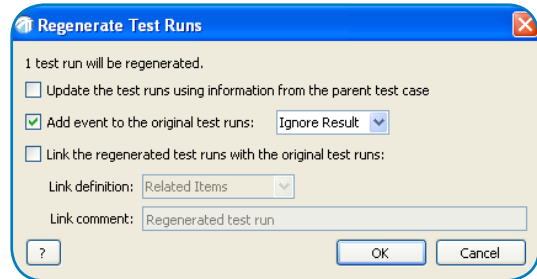 Regenerate Test Runs
1 test run will be regenerated.
Update the test runs using information from the parent test case
Add event to the original test runs: Ignore Result
Link the regenerated test runs with the original test runs:
Link definition: Related Items
Link comment: Regenerated test run
? OK Cancel